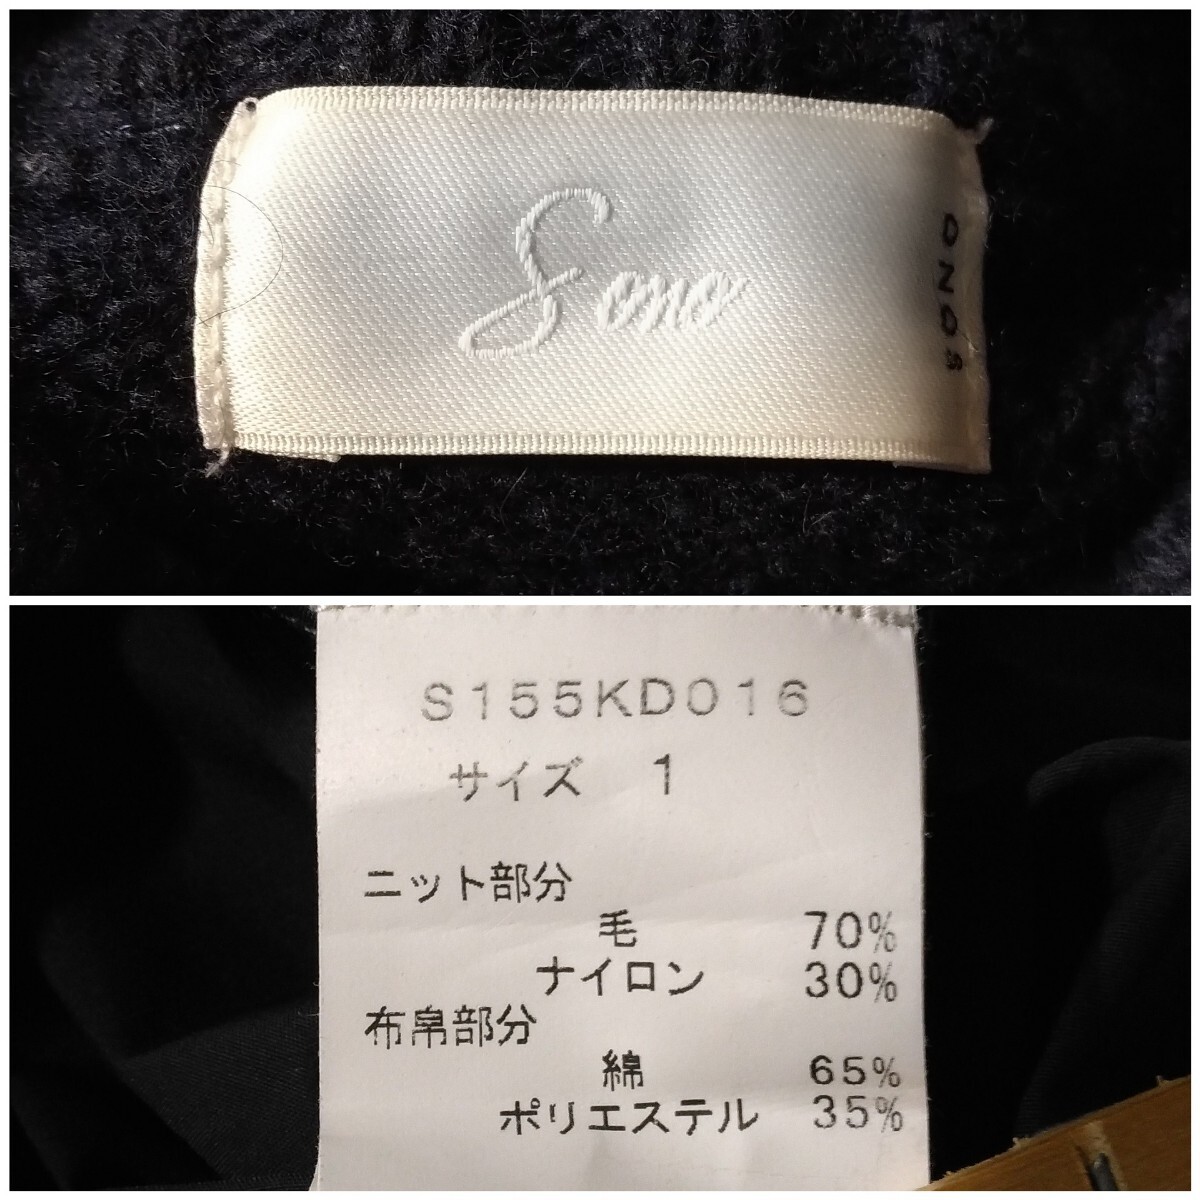 Sono
SONO
S155KD016
サイズ 1
ニット部分
毛 70%
ナイロン 30%
布帛部分
綿 65%
ポリエステル 35%